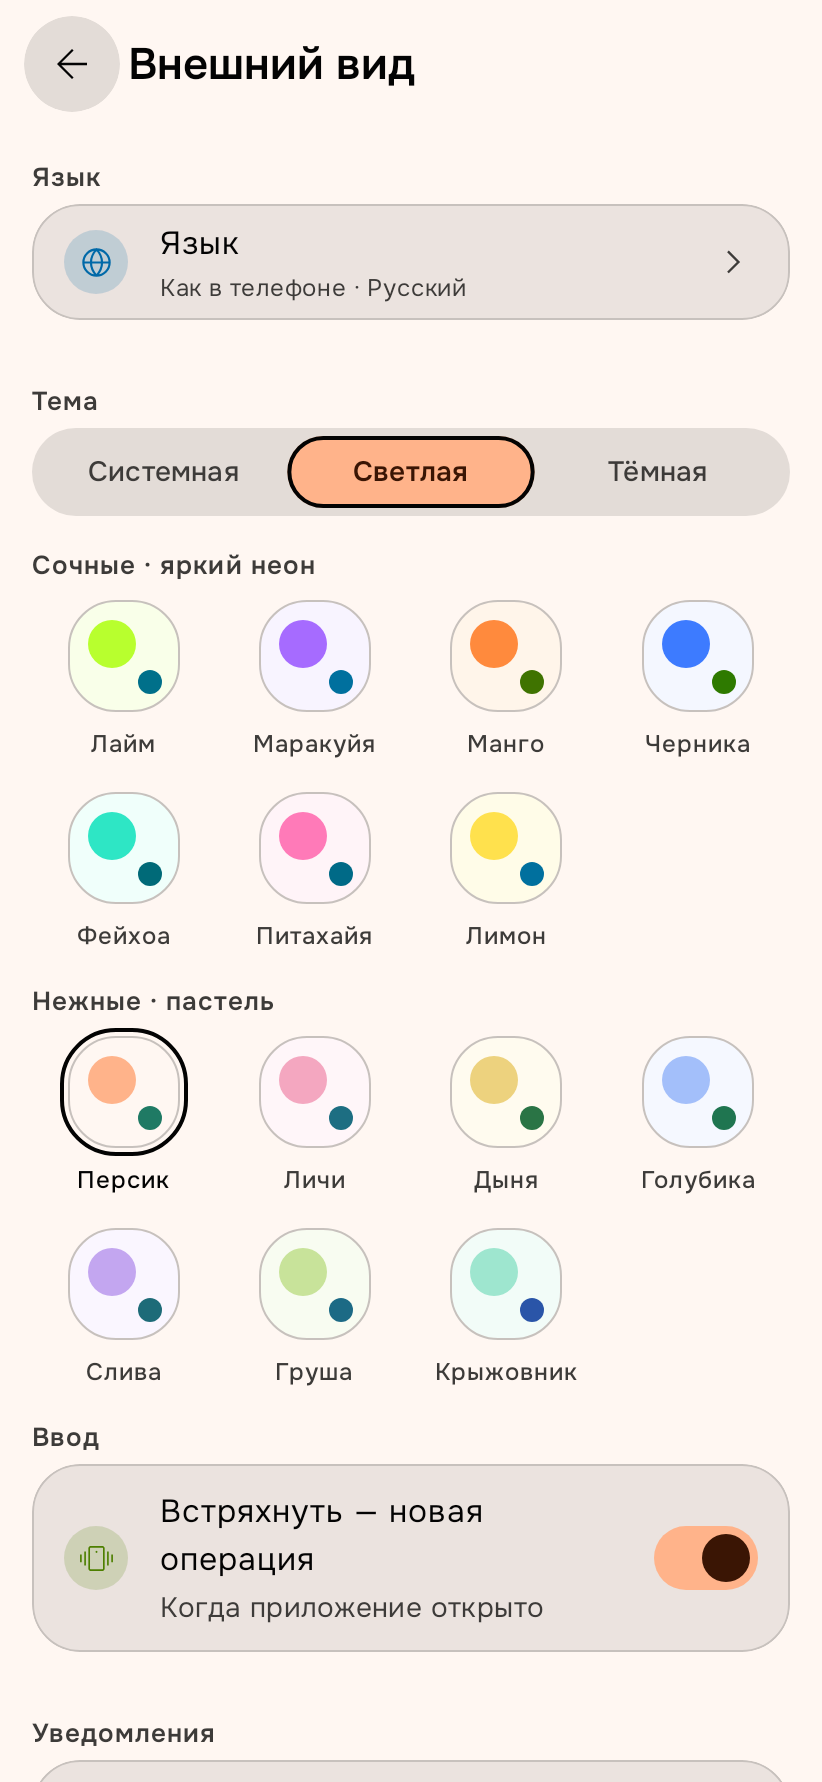 Внешний вид
Язык
Язык
Как в телефоне · Русский
Тема
Системная Светлая Тёмная
Сочные · яркий неон
Лайм Маракуйя Манго Черника
Фейхоа Питахайя Лимон
Нежные · пастель
Персик Личи Дыня Голубика
Слива Груша Крыжовник
Ввод
Встряхнуть — новая
операция
Когда приложение открыто
Уведомления